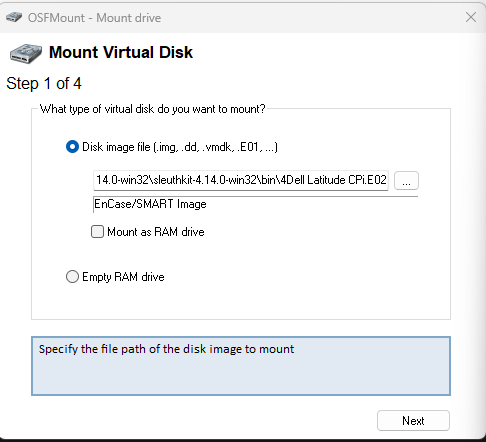 OSFMount - Mount drive
Mount Virtual Disk
Step 1 of 4
What type of virtual disk do you want to mount?
Disk image file (.img, .dd, .vmdk, .E01, ...)
14.0-win32\sleuthkit-4.14.0-win32\bin\4Dell Latitude CPi.E02
...
EnCase/SMART Image
Mount as RAM drive
Empty RAM drive
Specify the file path of the disk image to mount
Next